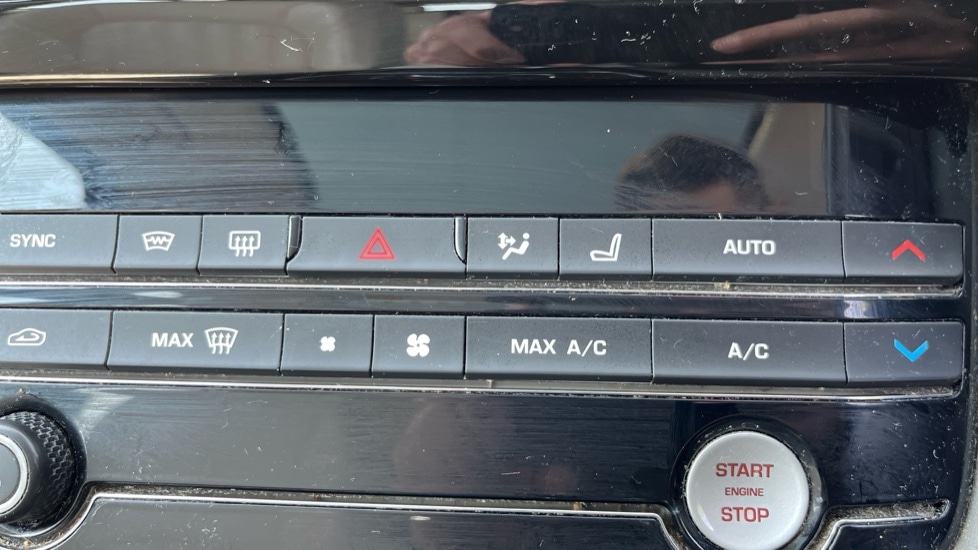 SYNC
AUTO
MAX
MAX A/C
A/C
START
ENGINE
STOP